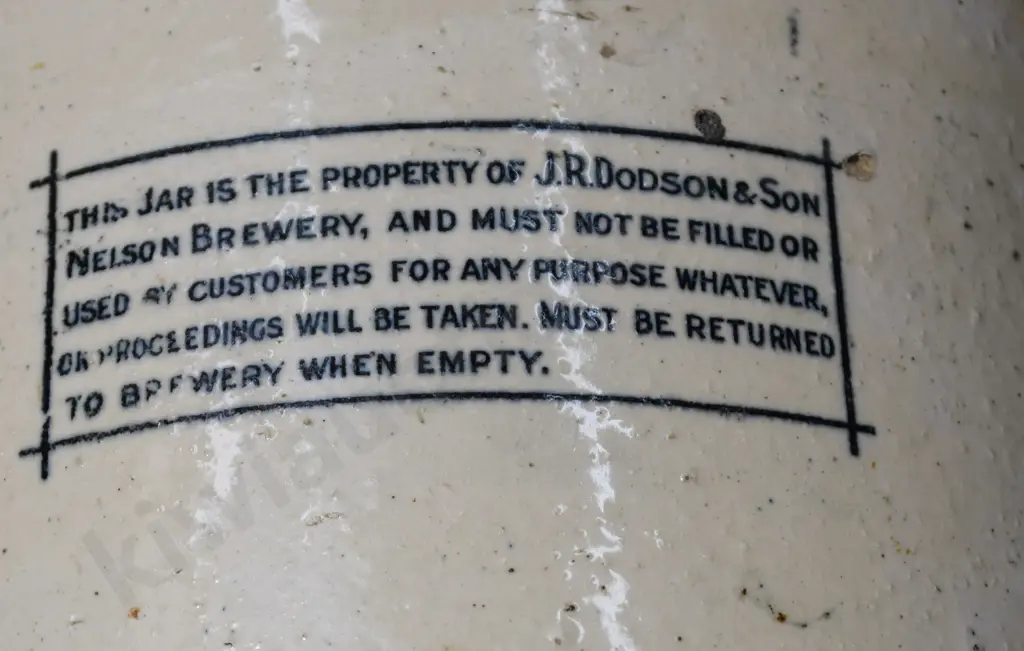 THIS JAR IS THE PROPERTY OF J.R.DODSON & SON
NELSON BREWERY, AND MUST NOT BE FILLED OR
USED BY CUSTOMERS FOR ANY PURPOSE WHATEVER,
OR PROCEEDINGS WILL BE TAKEN. MUST BE RETURNED
TO BREWERY WHEN EMPTY.